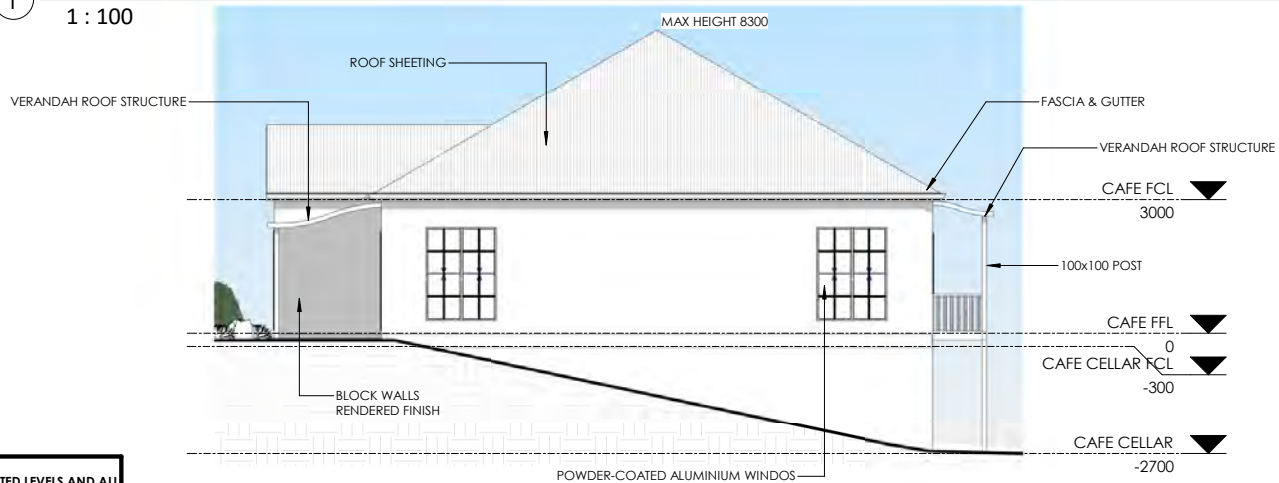 1
1 : 100
MAX HEIGHT 8300
ROOF SHEETING
VERANDAH ROOF STRUCTURE
FASCIA & GUTTER
VERANDAH ROOF STRUCTURE
CAFE FCL
3000
100x100 POST
CAFE FFL
0
CAFE CELLAR FCL
-300
BLOCK WALLS
RENDERED FINISH
CAFE CELLAR
-2700
POWDER-COATED ALUMINIUM WINDOS
LEVELS AND